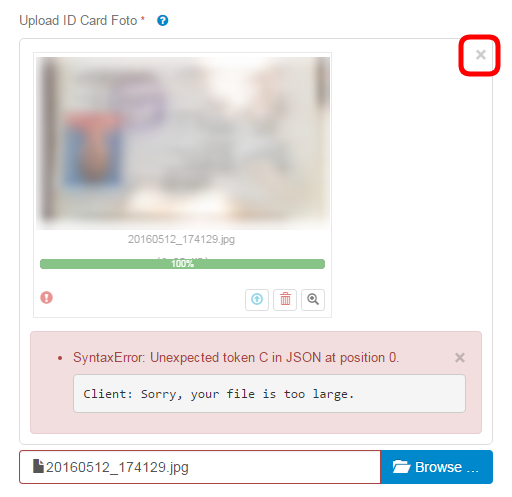 Upload ID Card Foto *
20160512_174129.jpg
100%
SyntaxError: Unexpected token C in JSON at position 0.
Client: Sorry, your file is too large.
20160512_174129.jpg
Browse ...